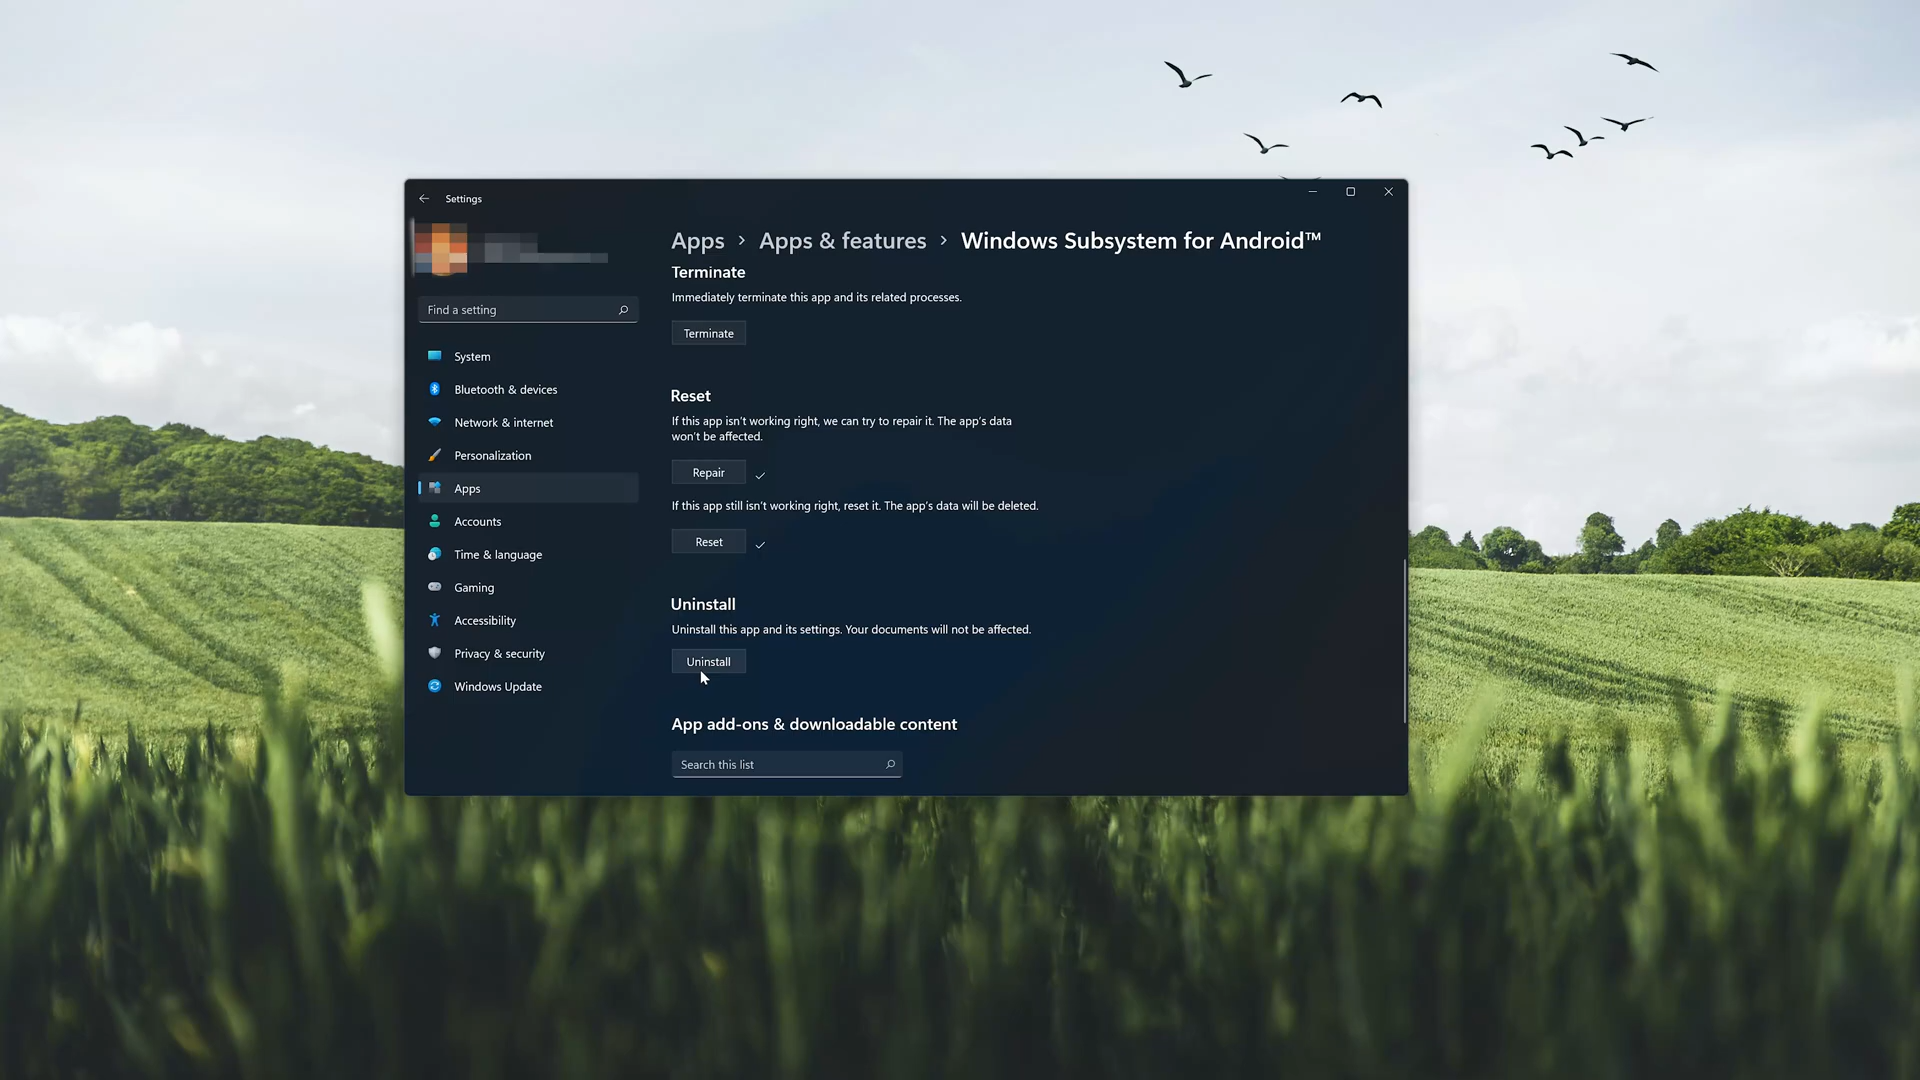 Settings
Find a setting
System
Bluetooth & devices
Network & internet
Personalization
Apps
Accounts
Time & language
Gaming
Accessibility
Privacy & security
Windows Update
Apps > Apps & features > Windows Subsystem for Android™
Terminate
Immediately terminate this app and its related processes.
Terminate
Reset
If this app isn't working right, we can try to repair it. The app's data
won't be affected.
Repair
If this app still isn't working right, reset it. The app's data will be deleted.
Reset
Uninstall
Uninstall this app and its settings. Your documents will not be affected.
Uninstall
App add-ons & downloadable content
Search this list